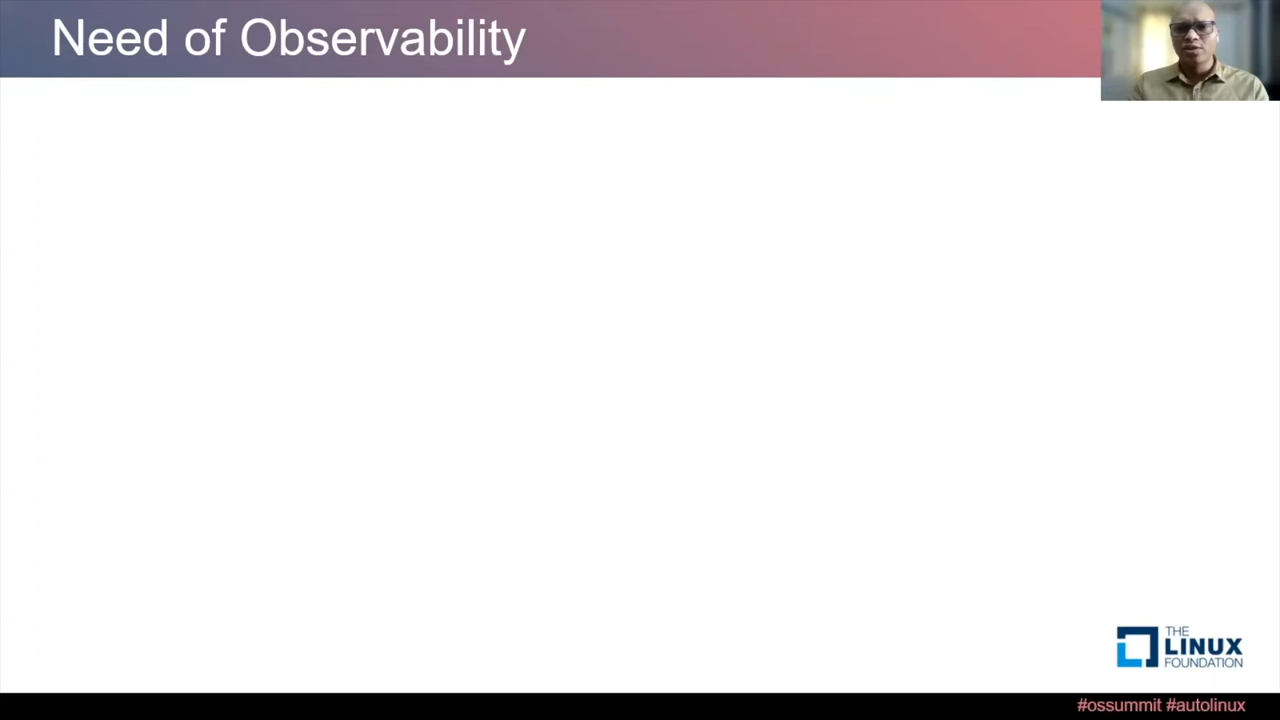 Need of Observability
THE
LINUX
FOUNDATION
#ossummit #autolinux